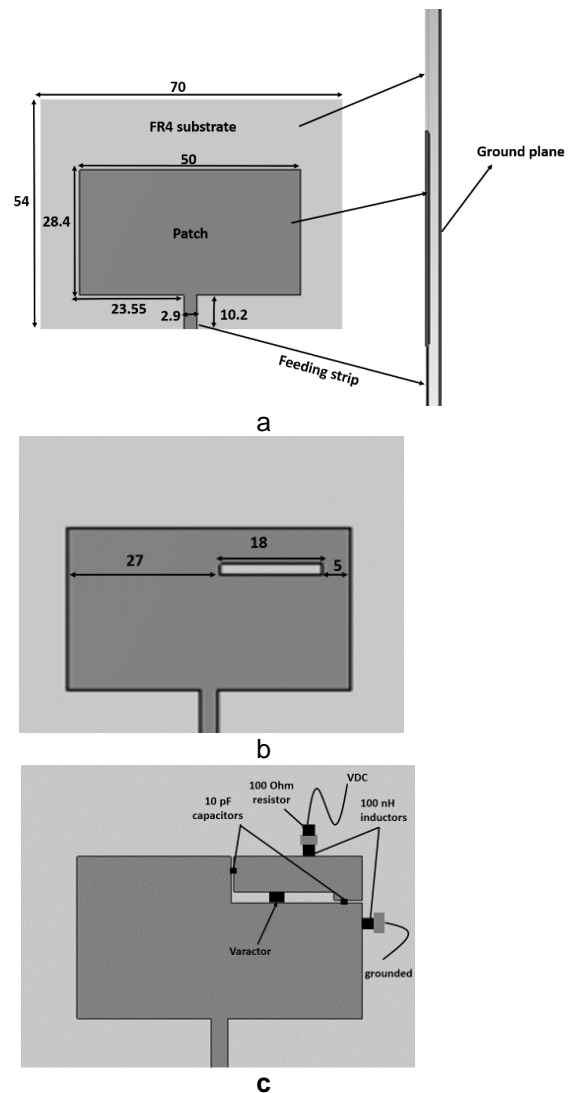 70
FR4 substrate
50
Ground plane
54
28.4
Patch
23.55
2.9
10.2
Feeding strip
a
18
27
5
b
VDC
100 Ohm
resistor
10 pF
capacitors
100 nH
inductors
Varactor
grounded
c